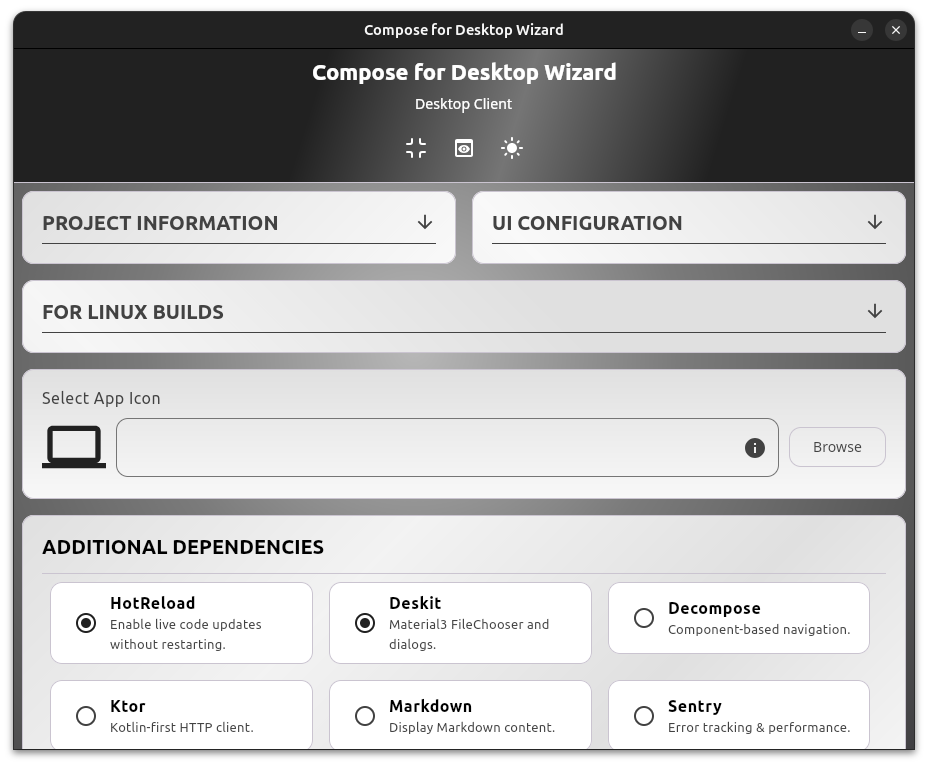 Compose for Desktop Wizard
Compose for Desktop Wizard
Desktop Client
PROJECT INFORMATION
UI CONFIGURATION
FOR LINUX BUILDS
Select App Icon
Browse
ADDITIONAL DEPENDENCIES
HotReload
Enable live code updates
without restarting.
Deskit
Material3 FileChooser and
dialogs.
Decompose
Component-based navigation.
Ktor
Kotlin-first HTTP client.
Markdown
Display Markdown content.
Sentry
Error tracking & performance.